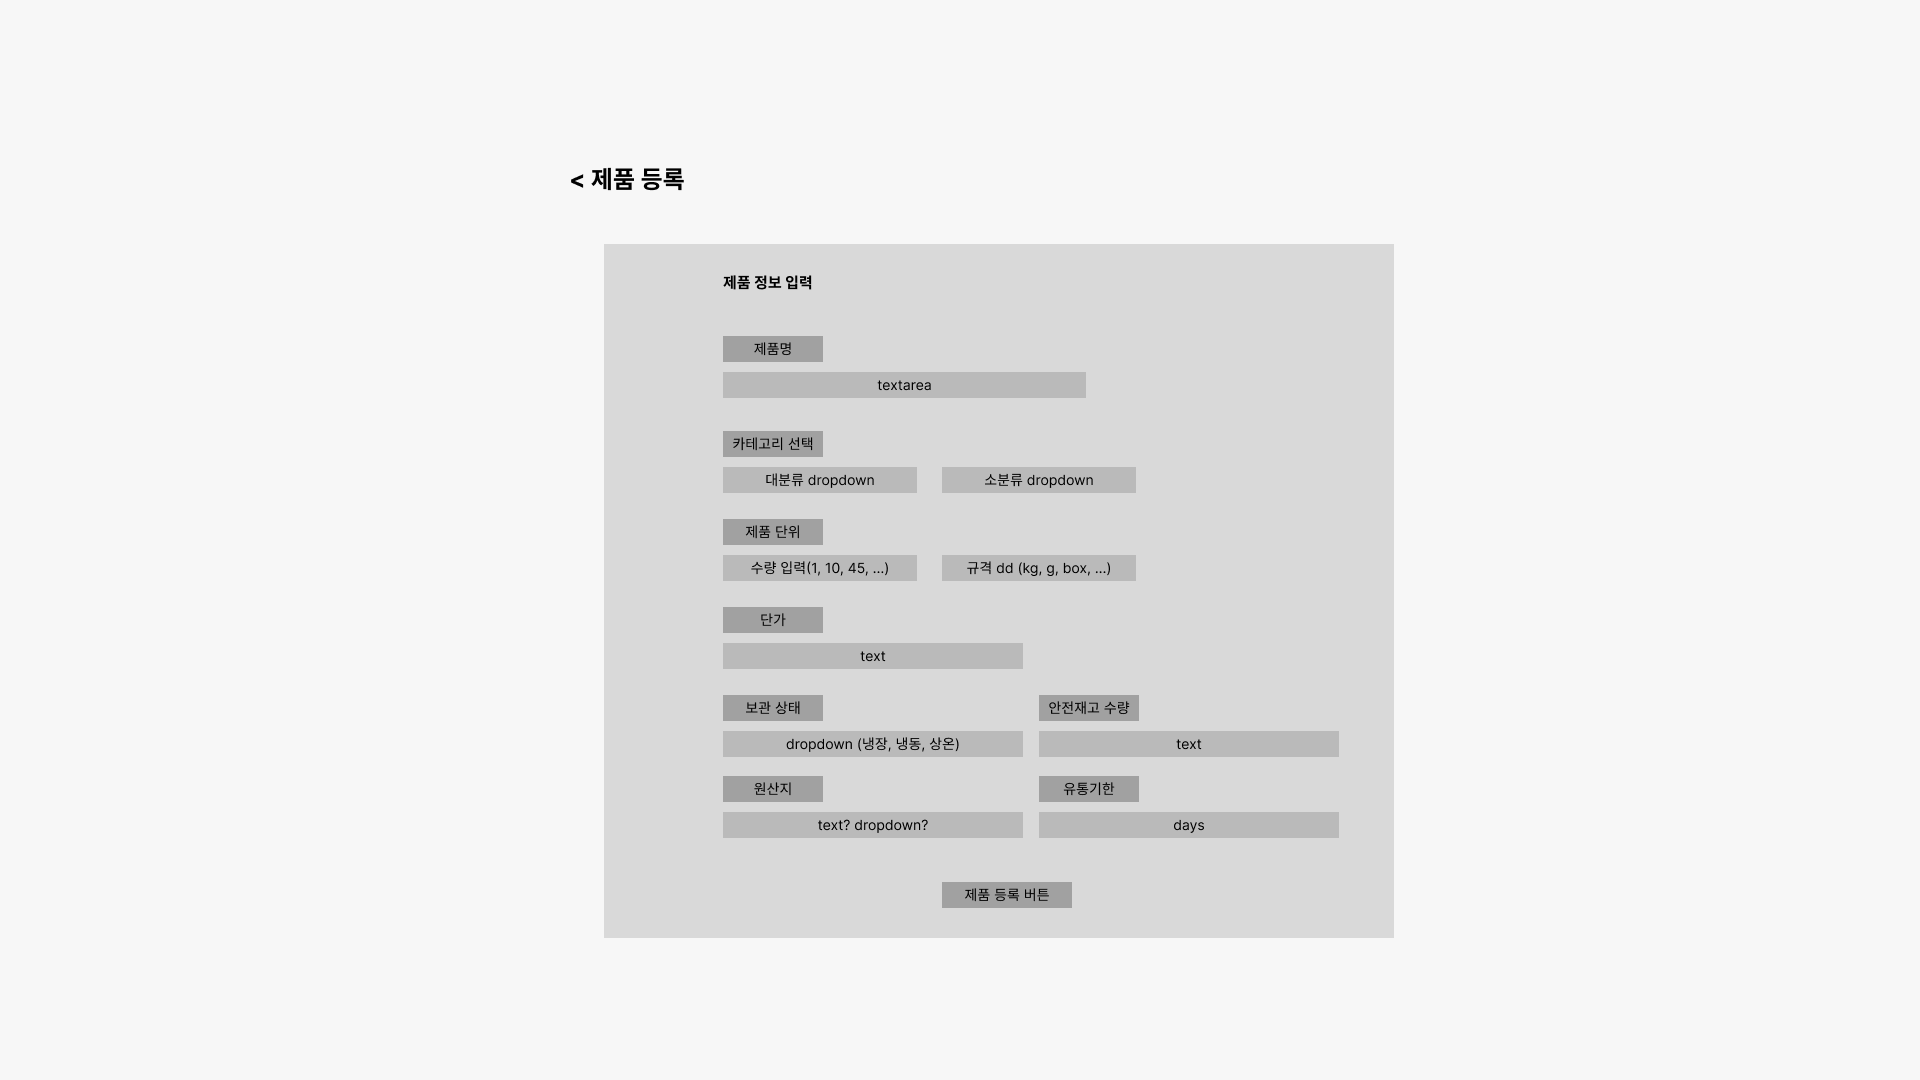 < 제품 등록
제품 정보 입력
제품명
textarea
카테고리 선택
대분류 dropdown
소분류 dropdown
제품 단위
수량 입력(1, 10, 45, ...)
규격 dd (kg, g, box, ...)
단가
text
보관 상태
안전재고 수량
dropdown (냉장, 냉동, 상온)
text
원산지
유통기한
text? dropdown?
days
제품 등록 버튼